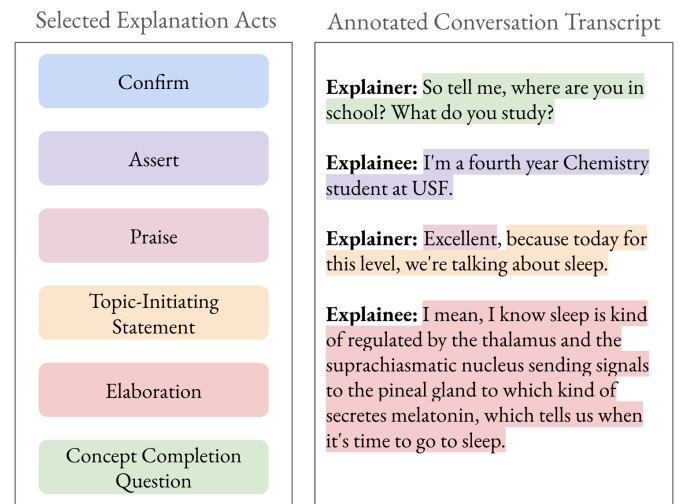 Selected Explanation Acts
Confirm
Assert
Praise
Topic-Initiating
Statement
Elaboration
Concept Completion
Question
Annotated Conversation Transcript
Explainer: So tell me, where are you in
school? What do you study?
Explainee: I'm a fourth year Chemistry
student at USF.
Explainer: Excellent, because today for
this level, we're talking about sleep.
Explainee: I mean, I know sleep is kind
of regulated by the thalamus and the
suprachiasmatic nucleus sending signals
to the pineal gland to which kind of
secretes melatonin, which tells us when
it's time to go to sleep.